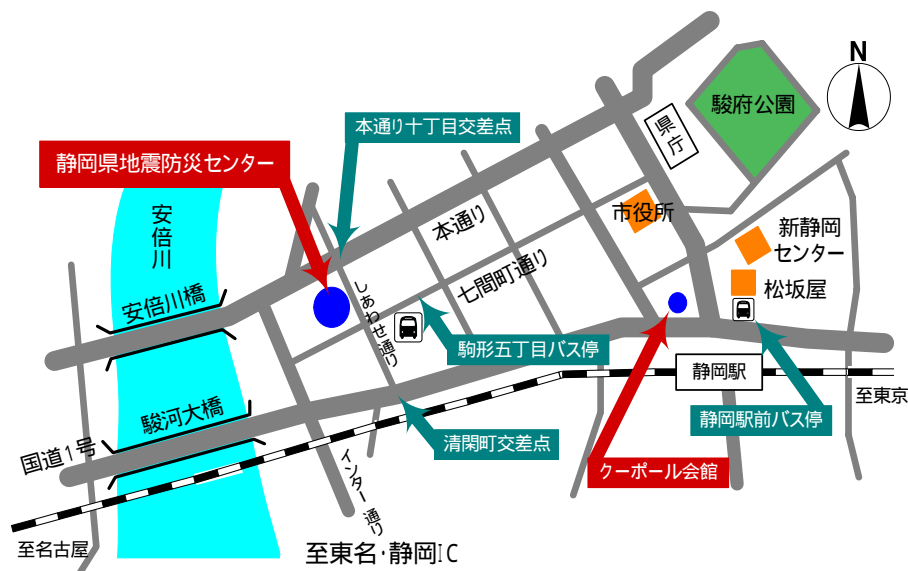 N
駿府公園
県庁
本通り十丁目交差点
静岡県地震防災センター
市役所
安倍川
本通り
新静岡
センター
七間町通り
松坂屋
しあわせ通り
安倍川橋
駒形五丁目バス停
静岡駅
至東京
駿河大橋
静岡駅前バス停
清閑町交差点
国道1号
クーポール会館
インター通り
至名古屋
至東名・静岡IC